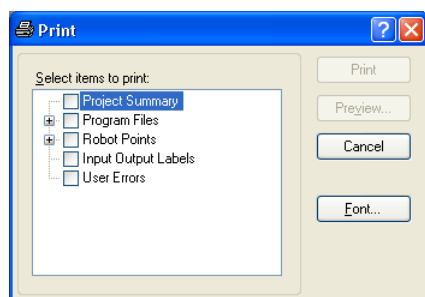 Print
Select items to print:
Project Summary
Program Files
Robot Points
Input Output Labels
User Errors
Print
Preview...
Cancel
Font...